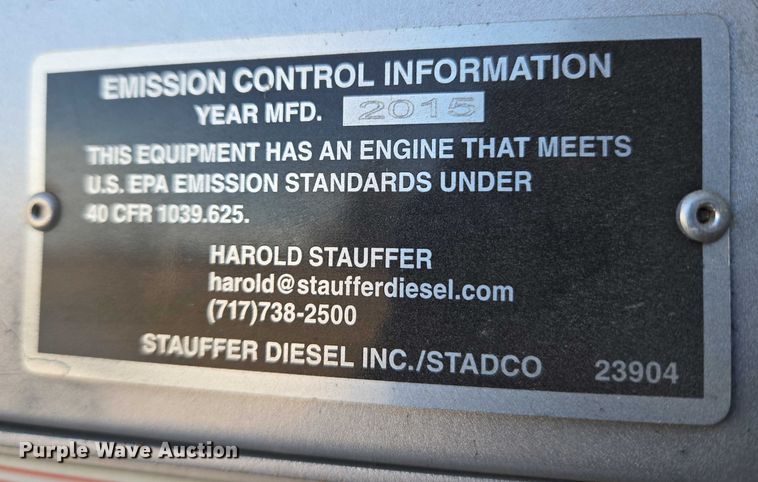 EMISSION CONTROL INFORMATION
YEAR MFD. 2015
THIS EQUIPMENT HAS AN ENGINE THAT MEETS
U.S. EPA EMISSION STANDARDS UNDER
40 CFR 1039.625.
HAROLD STAUFFER
harold@staufferdiesel.com
(717)738-2500
STAUFFER DIESEL INC./STADCO 23904
Purple Wave Auction